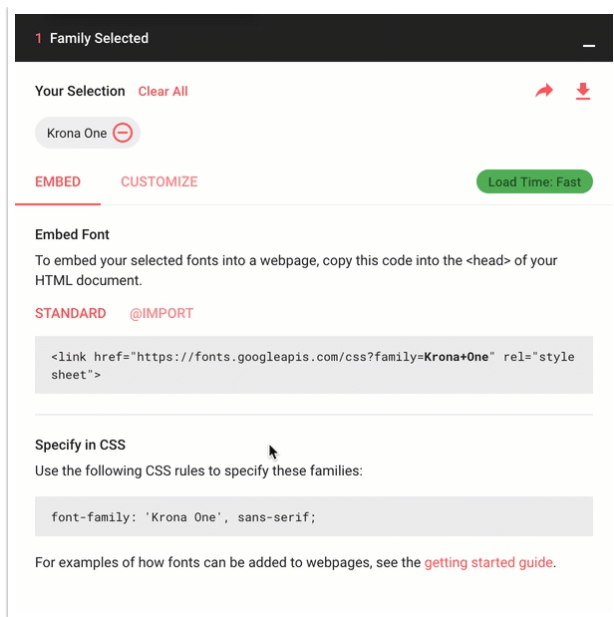 1 Family Selected
Your Selection Clear All
Krona One
EMBED CUSTOMIZE Load Time: Fast
Embed Font
To embed your selected fonts into a webpage, copy this code into the <head> of your
HTML document.
STANDARD @IMPORT
<link href="https://fonts.googleapis.com/css?family=Krona+One" rel="style
sheet">
Specify in CSS
Use the following CSS rules to specify these families:
font-family: 'Krona One', sans-serif;
For examples of how fonts can be added to webpages, see the getting started guide.